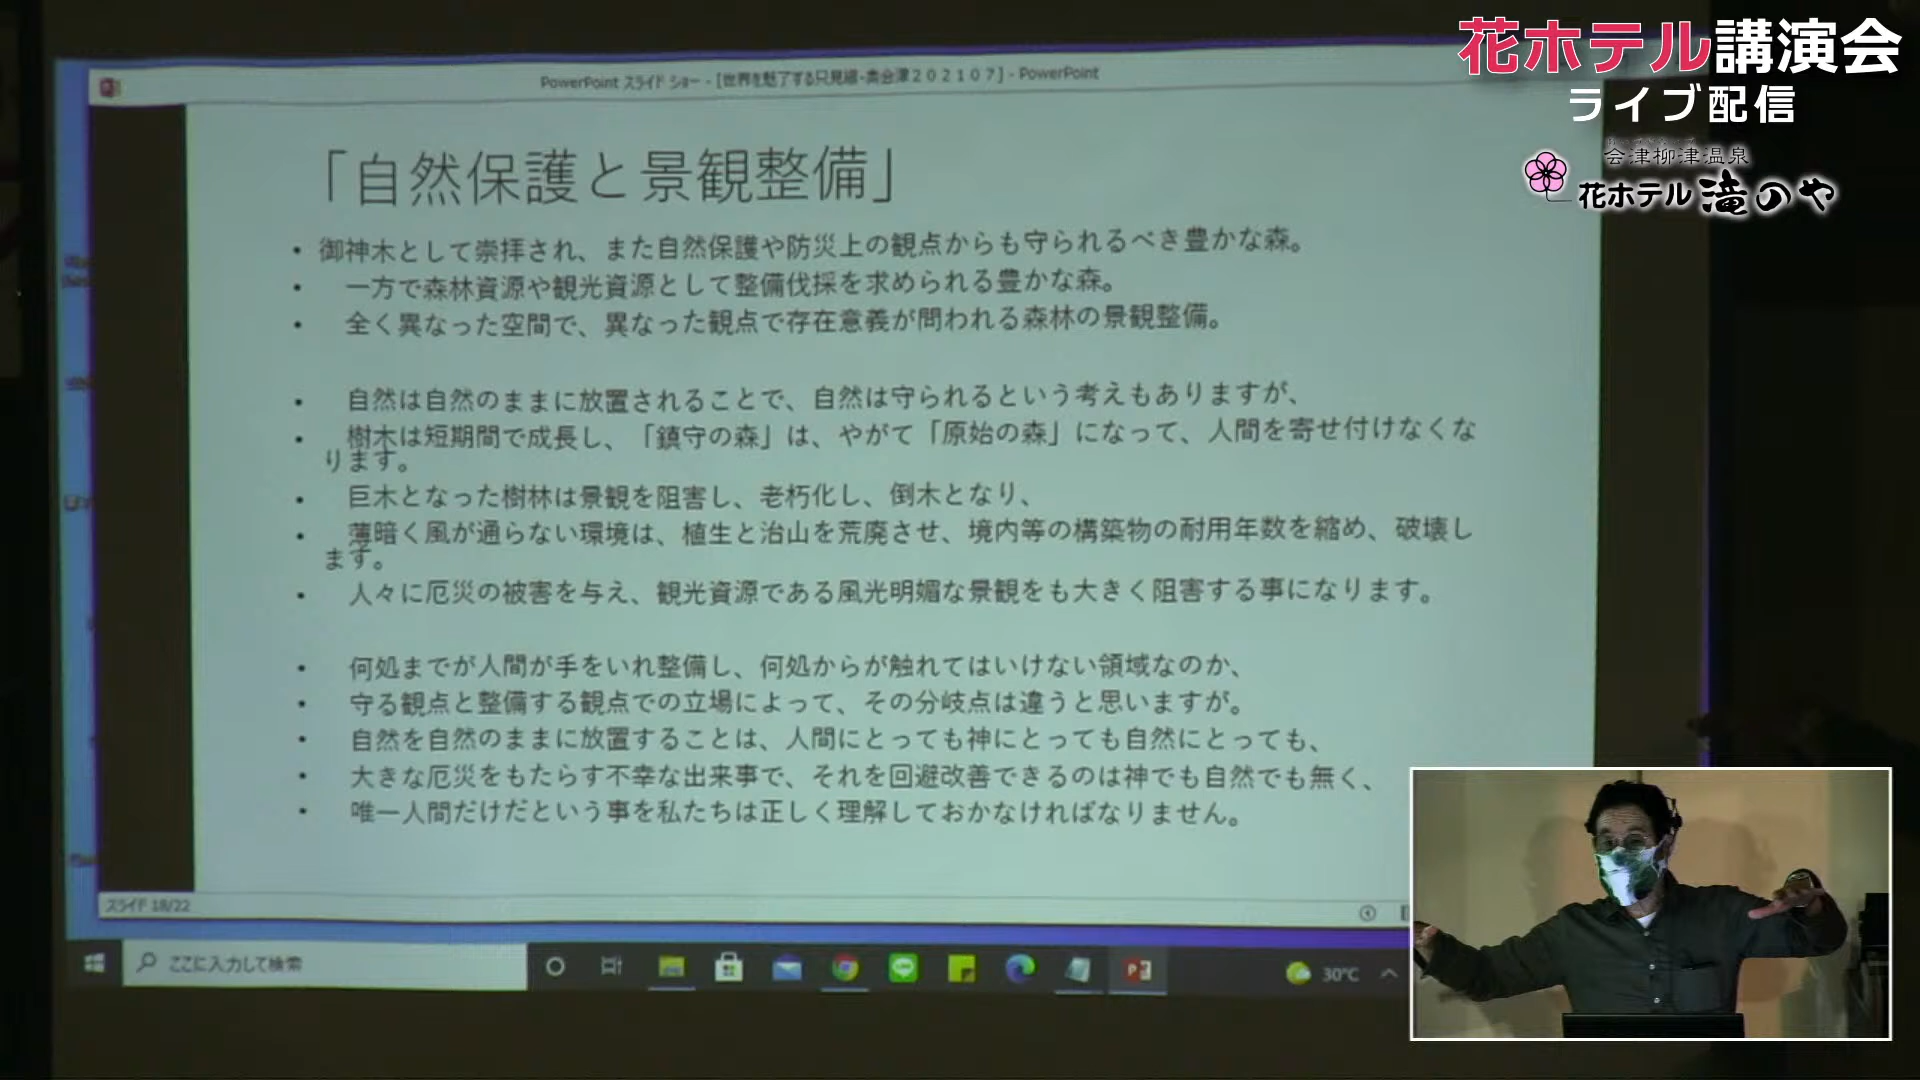 花ホテル講演会
ライブ配信
会津柳津温泉
花ホテル 滝のや
PowerPoint スライド ショー - [世界を魅了する只見線-奥会津202107] - PowerPoint
「自然保護と景観整備」
• 御神木として崇拝され、また自然保護や防災上の観点からも守られるべき豊かな森。
• 一方で森林資源や観光資源として整備伐採を求められる豊かな森。
• 全く異なった空間で、異なった観点で存在意義が問われる森林の景観整備。
• 自然は自然のままに放置されることで、自然は守られるという考えもありますが、
• 樹木は短期間で成長し、「鎮守の森」は、やがて「原始の森」になって、人間を寄せ付けなくな
ります。
• 巨木となった樹林は景観を阻害し、老朽化し、倒木となり、
• 薄暗く風が通らない環境は、植生と治山を荒廃させ、境内等の構築物の耐用年数を縮め、破壊し
ます。
• 人々に厄災の被害を与え、観光資源である風光明媚な景観をも大きく阻害する事になります。
• 何処までが人間が手をいれ整備し、何処からが触れてはいけない領域なのか、
• 守る観点と整備する観点での立場によって、その分岐点は違うと思いますが。
• 自然を自然のままに放置することは、人間にとっても神にとっても自然にとっても、
• 大きな厄災をもたらす不幸な出来事で、それを回避改善できるのは神でも自然でも無く、
• 唯一人間だけだという事を私たちは正しく理解しておかなければなりません。
スライド 18/22
ここに入力して検索
30°C